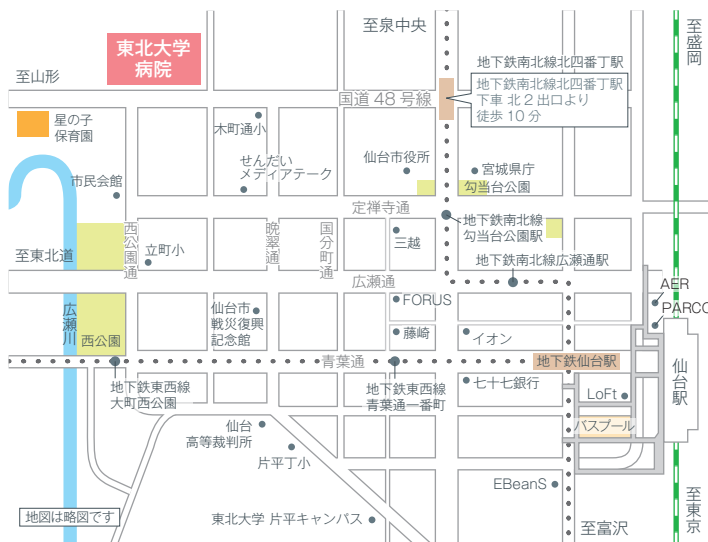 至泉中央
至盛岡
東北大学
病院
至山形
地下鉄南北線北四番丁駅
地下鉄南北線北四番丁駅
下車 北2出口より
徒歩10分
国道48号線
星の子
保育園
木町通小
せんだい
メディアテーク
仙台市役所
宮城県庁
勾当台公園
市民会館
定禅寺通
地下鉄南北線
勾当台公園駅
西公園通
晩翠通
国分町通
三越
立町小
至東北道
地下鉄南北線広瀬通駅
広瀬通
AER
PARCO
FORUS
広瀬川
仙台市
戦災復興
記念館
藤崎
イオン
西公園
青葉通
地下鉄仙台駅
仙台駅
地下鉄東西線
大町西公園
地下鉄東西線
青葉通一番町
七十七銀行
LoFt
バスプール
仙台
高等裁判所
片平丁小
EBeanS
至東京
地図は略図です
東北大学 片平キャンパス
至富沢